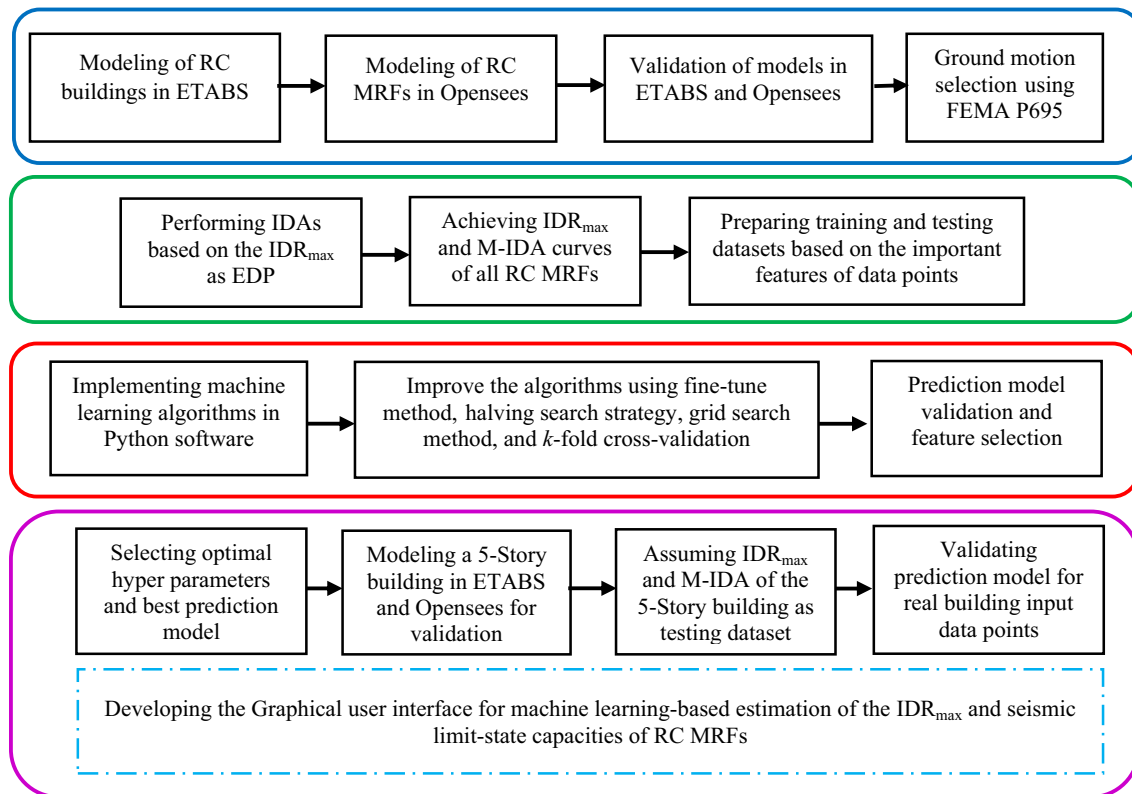 Modeling of RC
buildings in ETABS
Modeling of RC
MRFs in Opensees
Validation of models in
ETABS and Opensees
Ground motion
selection using
FEMA P695
Performing IDAs
based on the IDRmax
as EDP
Achieving IDRmax
and M-IDA curves
of all RC MRFs
Preparing training and testing
datasets based on the important
features of data points
Implementing machine
learning algorithms in
Python software
Improve the algorithms using fine-tune
method, halving search strategy, grid search
method, and k-fold cross-validation
Prediction model
validation and
feature selection
Selecting optimal
hyper parameters
and best prediction
model
Modeling a 5-Story
building in ETABS
and Opensees for
validation
Assuming IDRmax
and M-IDA of the
5-Story building as
testing dataset
Validating
prediction model for
real building input
data points
Developing the Graphical user interface for machine learning-based estimation of the IDRmax and seismic
limit-state capacities of RC MRFs